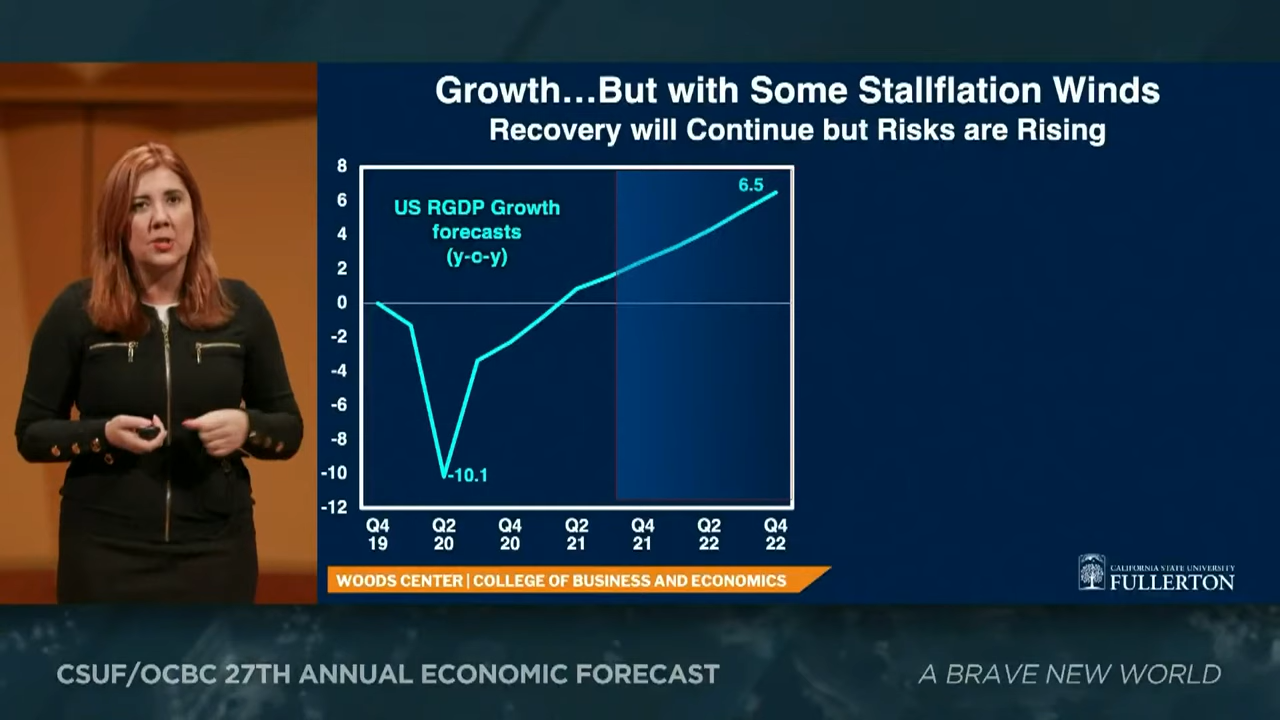 Growth...But with Some Stallflation Winds
Recovery will Continue but Risks are Rising
8
6
4
2
0
-2
-4
-6
-8
-10
-12
US RGDP Growth
forecasts
(y-o-y)
6.5
-10.1
Q4 Q2 Q4 Q2 Q4 Q2 Q4
19 20 20 21 21 22 22
WOODS CENTER | COLLEGE OF BUSINESS AND ECONOMICS
CALIFORNIA STATE UNIVERSITY
FULLERTON
CSUF/OCBC 27TH ANNUAL ECONOMIC FORECAST
A BRAVE NEW WORLD